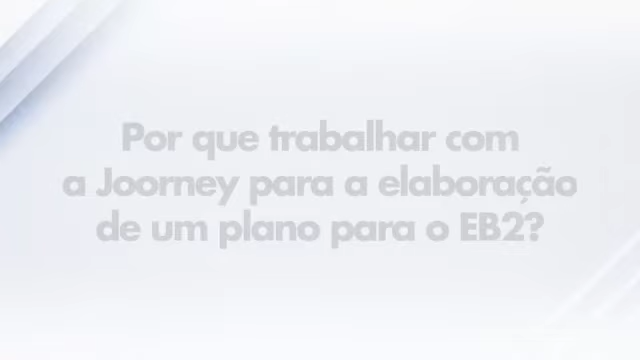 Por que trabalhar com
a Joorney para a elaboração
de um plano para o EB2?